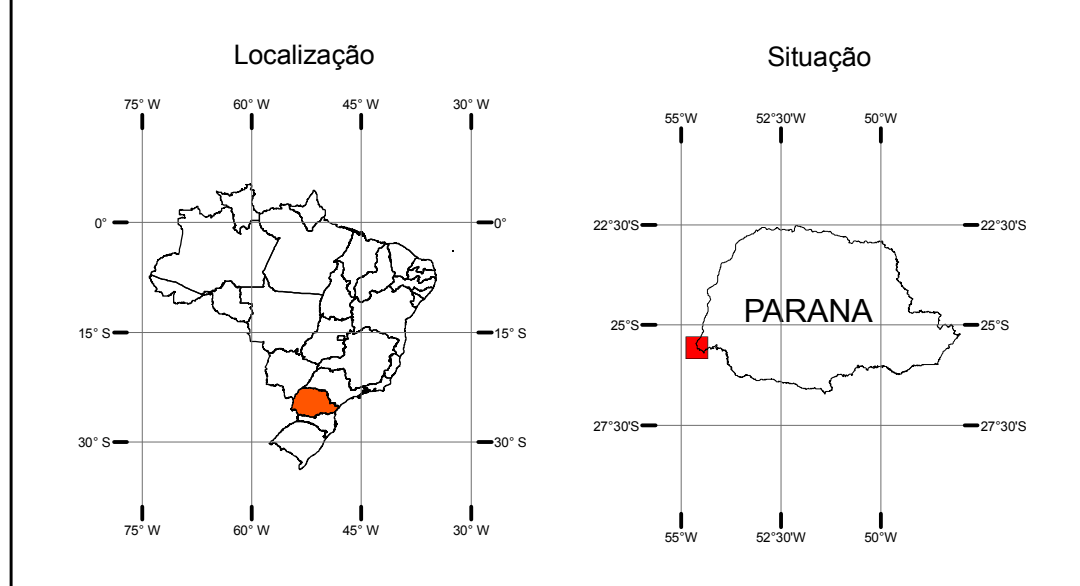 Localização
75° W 60° W 45° W 30° W
0° 0°
15° S 15° S
30° S 30° S
75° W 60° W 45° W 30° W
Situação
55°W 52°30'W 50°W
22°30'S 22°30'S
PARANA
25°S 25°S
27°30'S 27°30'S
55°W 52°30'W 50°W